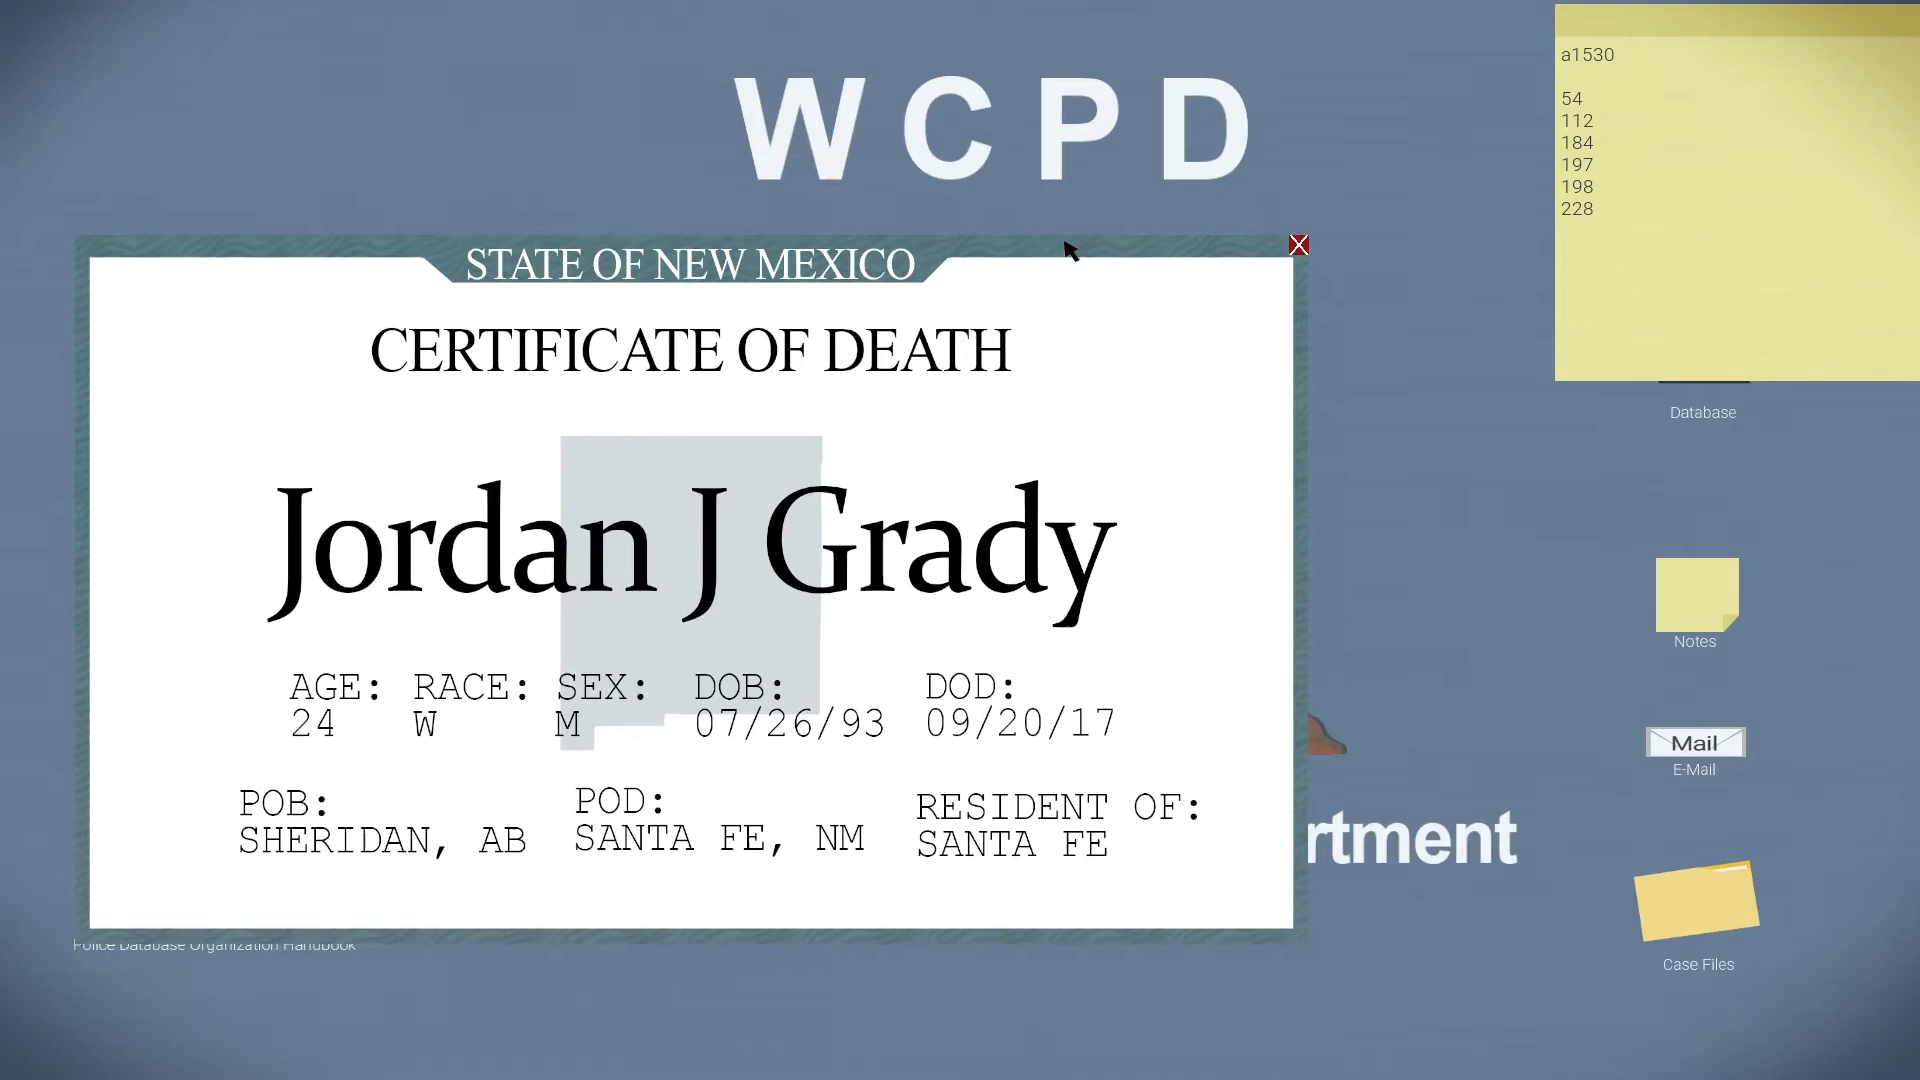 WCPD
a1530
54
112
184
197
198
228
STATE OF NEW MEXICO
CERTIFICATE OF DEATH
Jordan J Grady
AGE: RACE: SEX: DOB: DOD:
24 W M 07/26/93 09/20/17
POB: POD: RESIDENT OF:
SHERIDAN, AB SANTA FE, NM SANTA FE
rtment
Police Database Organization Handbook
Database
Notes
Mail
E-Mail
Case Files